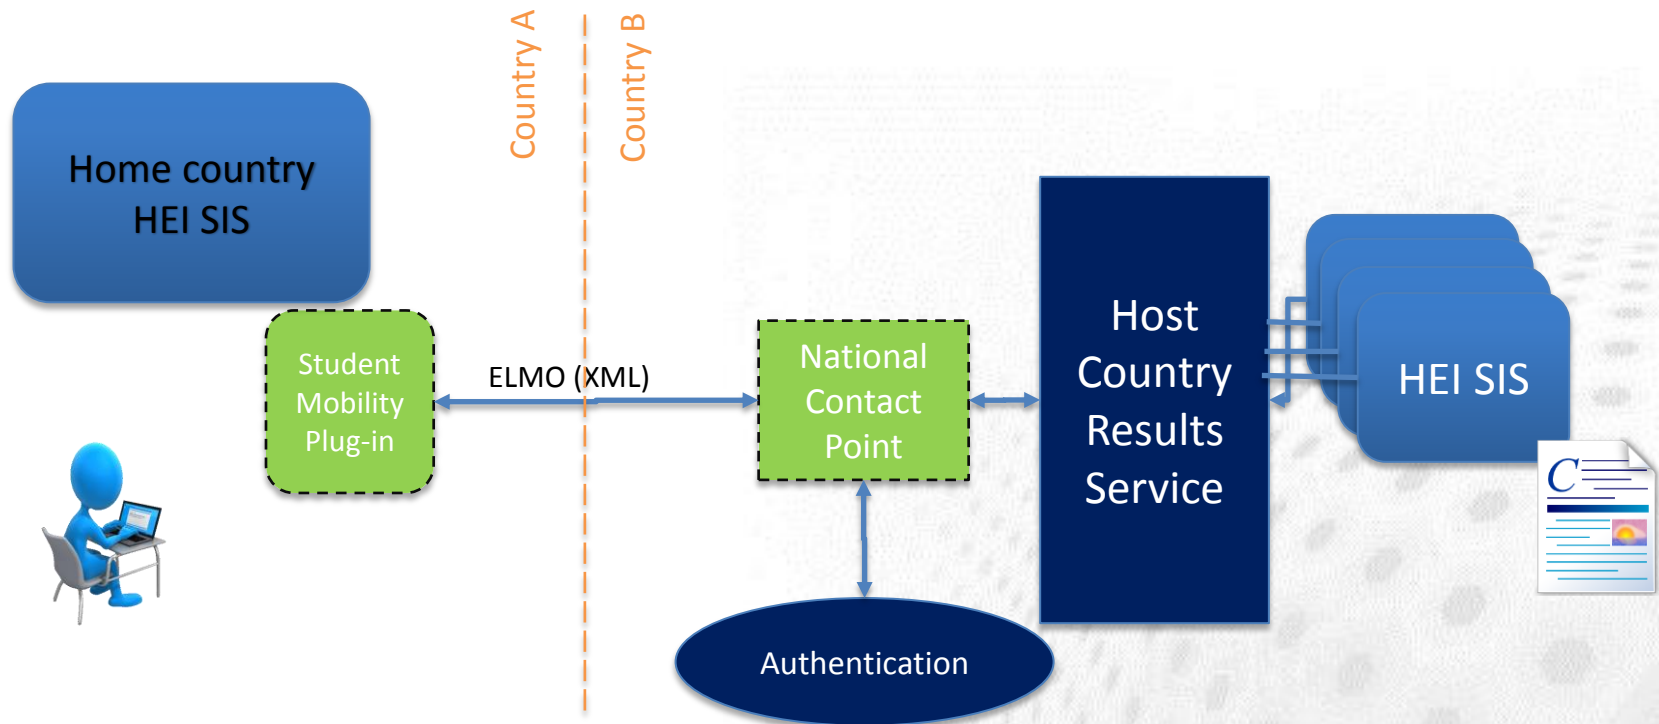 Country A
Country B
Home country
HEI SIS
Student
Mobility
Plug-in
ELMO (XML)
National
Contact
Point
Host
Country
Results
Service
HEI SIS
C
Authentication